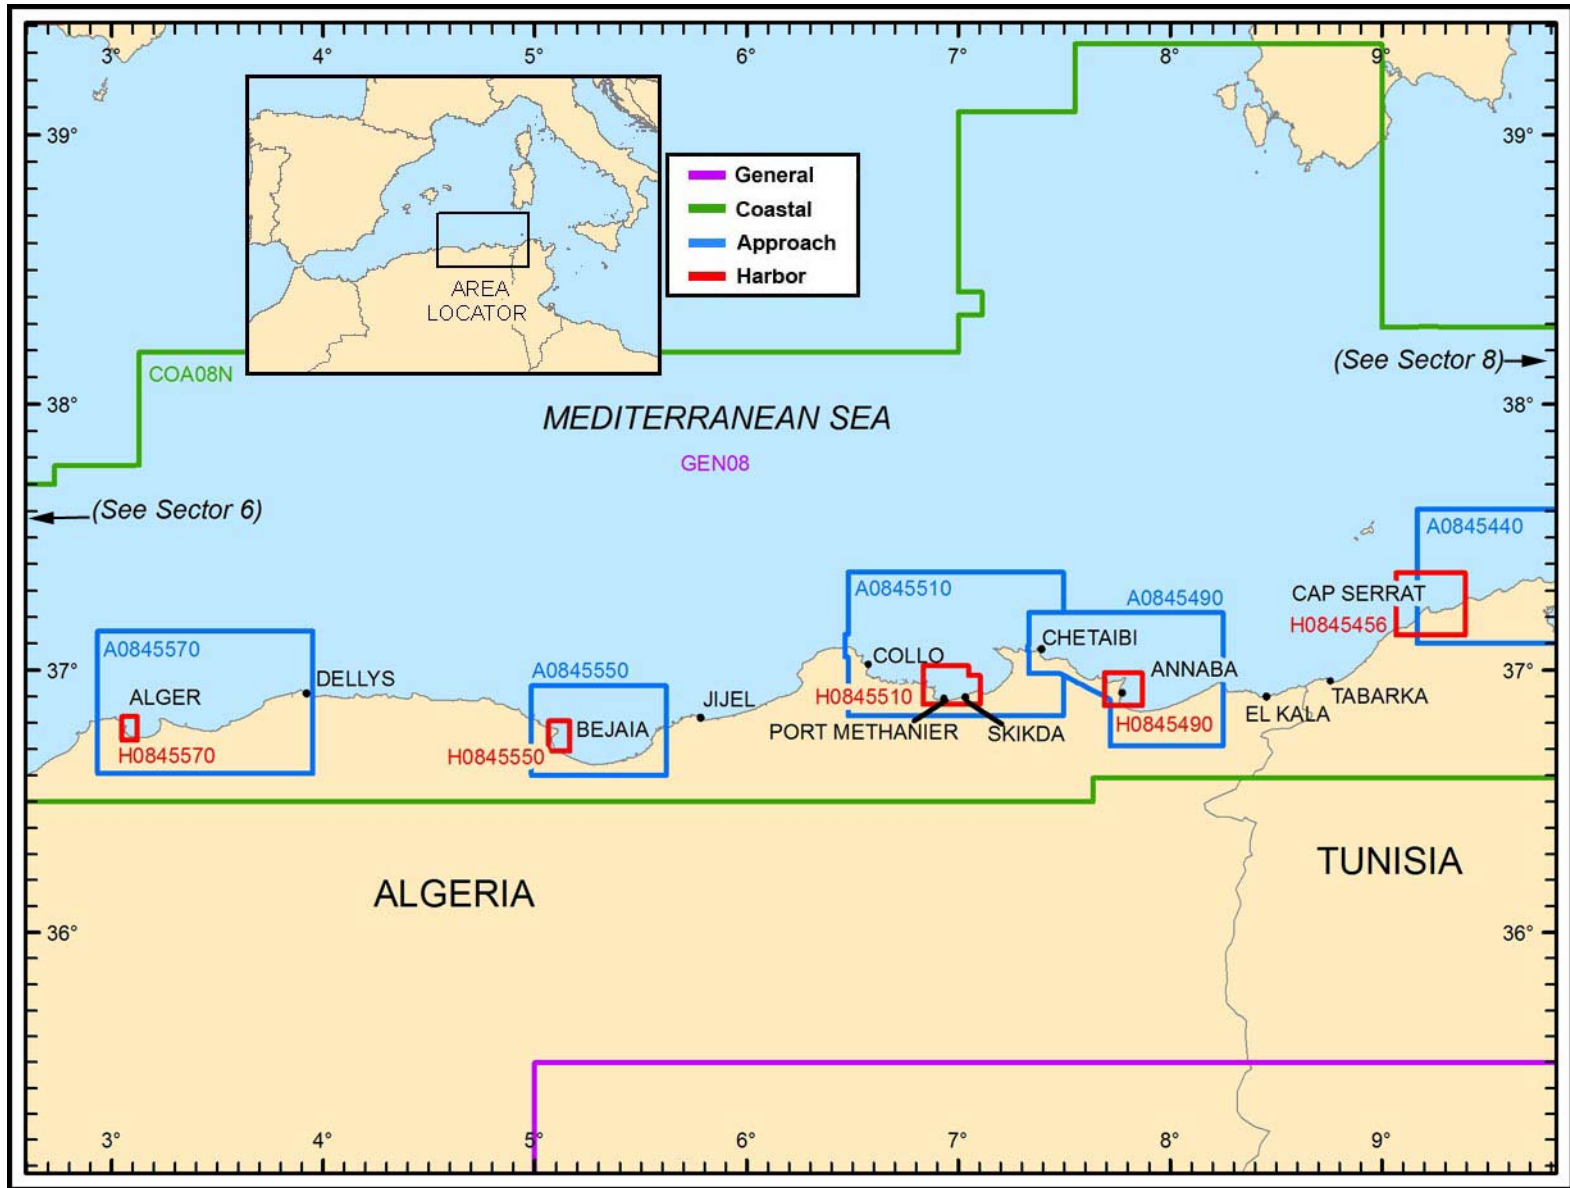 3°
4°
5°
6°
7°
8°
9°
39°
39°
General
Coastal
Approach
Harbor
AREA
LOCATOR
COA08N
(See Sector 8)
38°
MEDITERRANEAN SEA
38°
GEN08
(See Sector 6)
A0845440
A0845510
CAP SERRAT
A0845490
H0845456
CHETAIBI
A0845570
COLLO
37°
A0845550
ANNABA
37°
DELLYS
ALGER
JIJEL
H0845510
TABARKA
EL KALA
BEJAIA
PORT METHANIER
SKIKDA
H0845490
H0845570
H0845550
TUNISIA
ALGERIA
36°
36°
3°
4°
5°
6°
7°
8°
9°